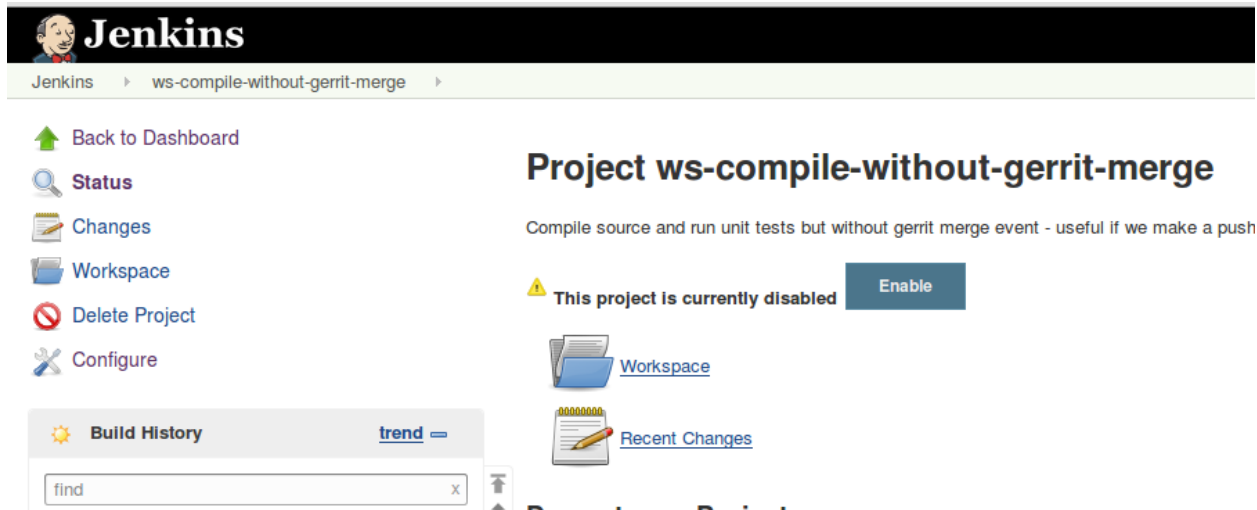 Jenkins
Jenkins ws-compile-without-gerrit-merge
Back to Dashboard
Status
Changes
Workspace
Delete Project
Configure
Build History trend
find x
Project ws-compile-without-gerrit-merge
Compile source and run unit tests but without gerrit merge event - useful if we make a push
This project is currently disabled Enable
Workspace
Recent Changes